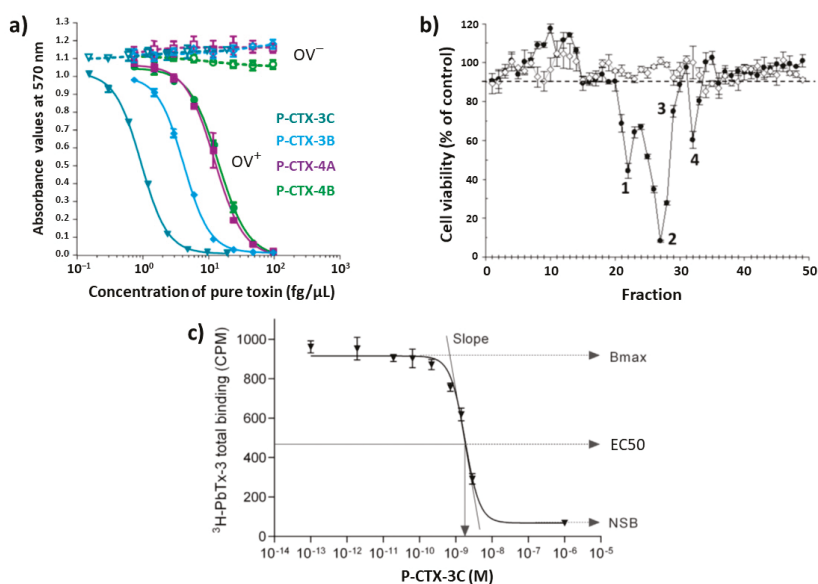 a)
Absorbance values at 570 nm
1.3
1.2
1.1
1.0
0.9
0.8
0.7
0.6
0.5
0.4
0.3
0.2
0.1
0.0
OV⁻
P-CTX-3C
P-CTX-3B
P-CTX-4A
P-CTX-4B
OV⁺
10⁻¹ 10⁰ 10¹ 10² 10³
Concentration of pure toxin (fg/μL)
b)
Cell viability (% of control)
120
100
80
60
40
20
0
1
2
3
4
0 10 20 30 40 50
Fraction
c)
³H-PbTx-3 total binding (CPM)
1000
800
600
400
200
0
Slope
Bmax
EC50
NSB
10⁻¹⁴ 10⁻¹³ 10⁻¹² 10⁻¹¹ 10⁻¹⁰ 10⁻⁹ 10⁻⁸ 10⁻⁷ 10⁻⁶ 10⁻⁵
P-CTX-3C (M)